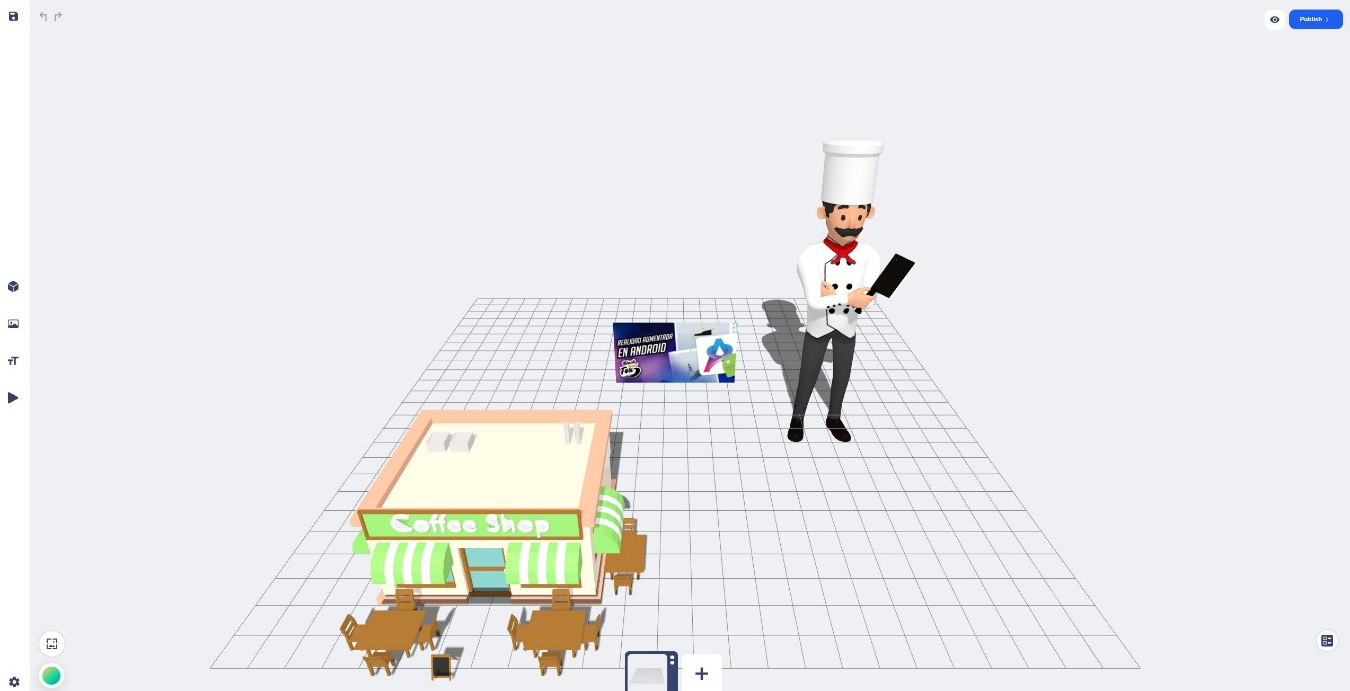 Publish
REALIDAD AUMENTADA
EN ANDROID
Coffee Shop